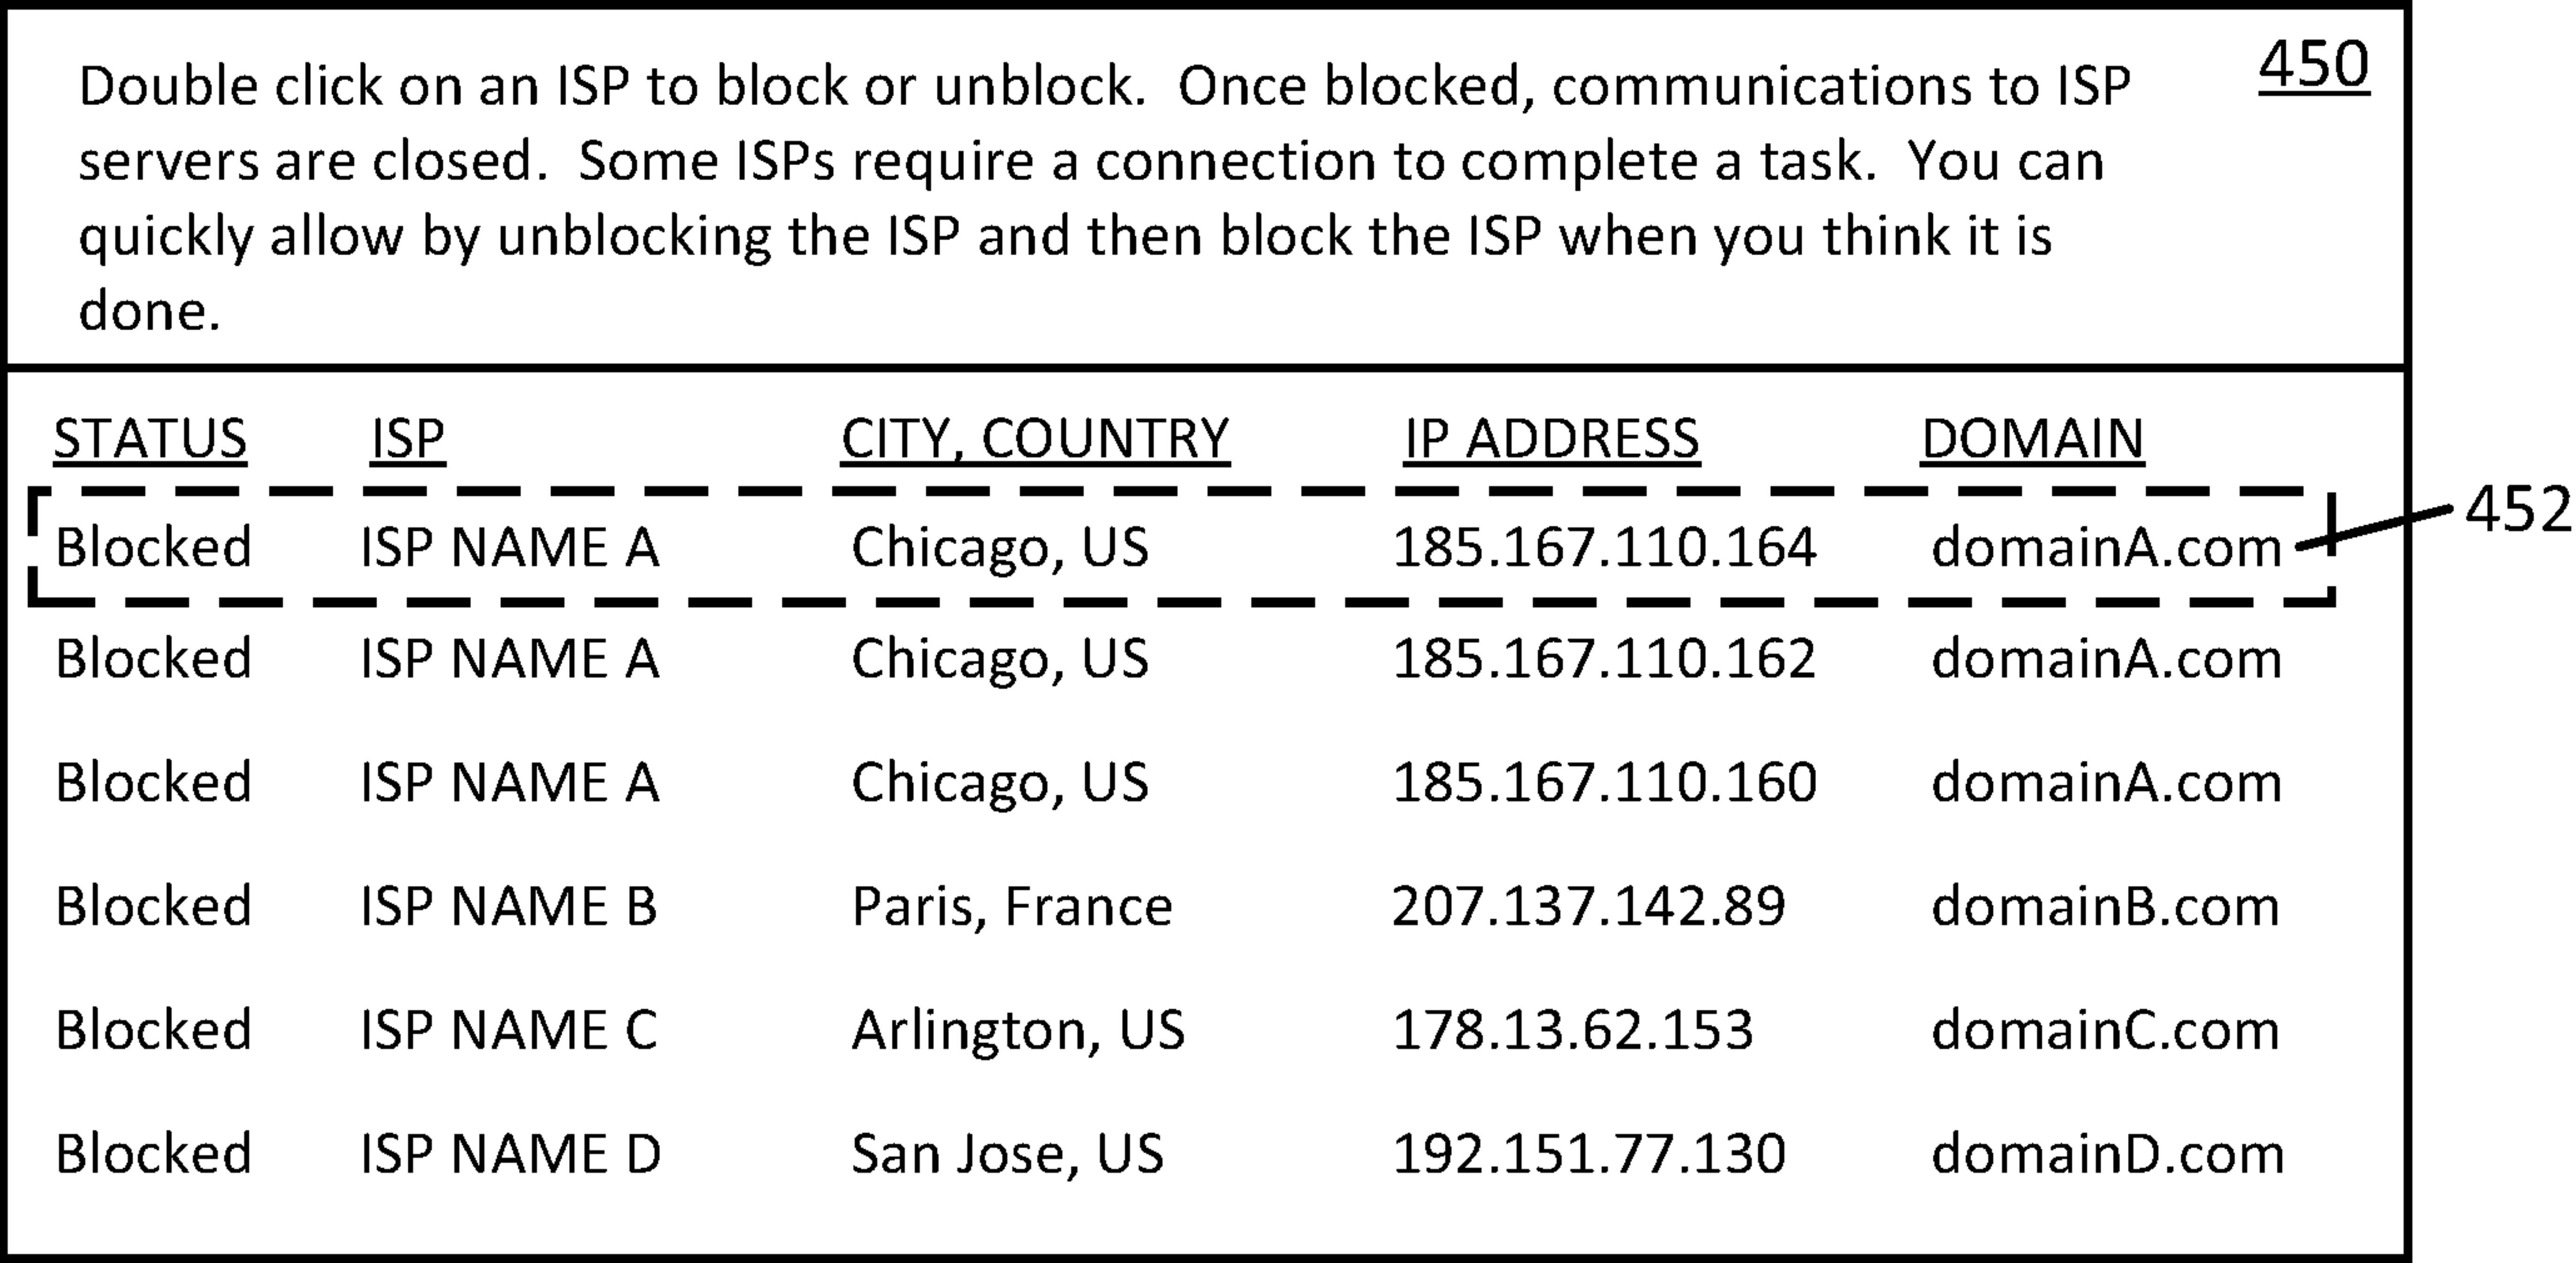 450
Double click on an ISP to block or unblock.  Once blocked, communications to ISP
servers are closed.  Some ISPs require a connection to complete a task.  You can
quickly allow by unblocking the ISP and then block the ISP when you think it is
done.
STATUS ISP CITY, COUNTRY IP ADDRESS DOMAIN
Blocked ISP NAME A Chicago, US 185.167.110.164 domainA.com 452
Blocked ISP NAME A Chicago, US 185.167.110.162 domainA.com
Blocked ISP NAME A Chicago, US 185.167.110.160 domainA.com
Blocked ISP NAME B Paris, France 207.137.142.89 domainB.com
Blocked ISP NAME C Arlington, US 178.13.62.153 domainC.com
Blocked ISP NAME D San Jose, US 192.151.77.130 domainD.com